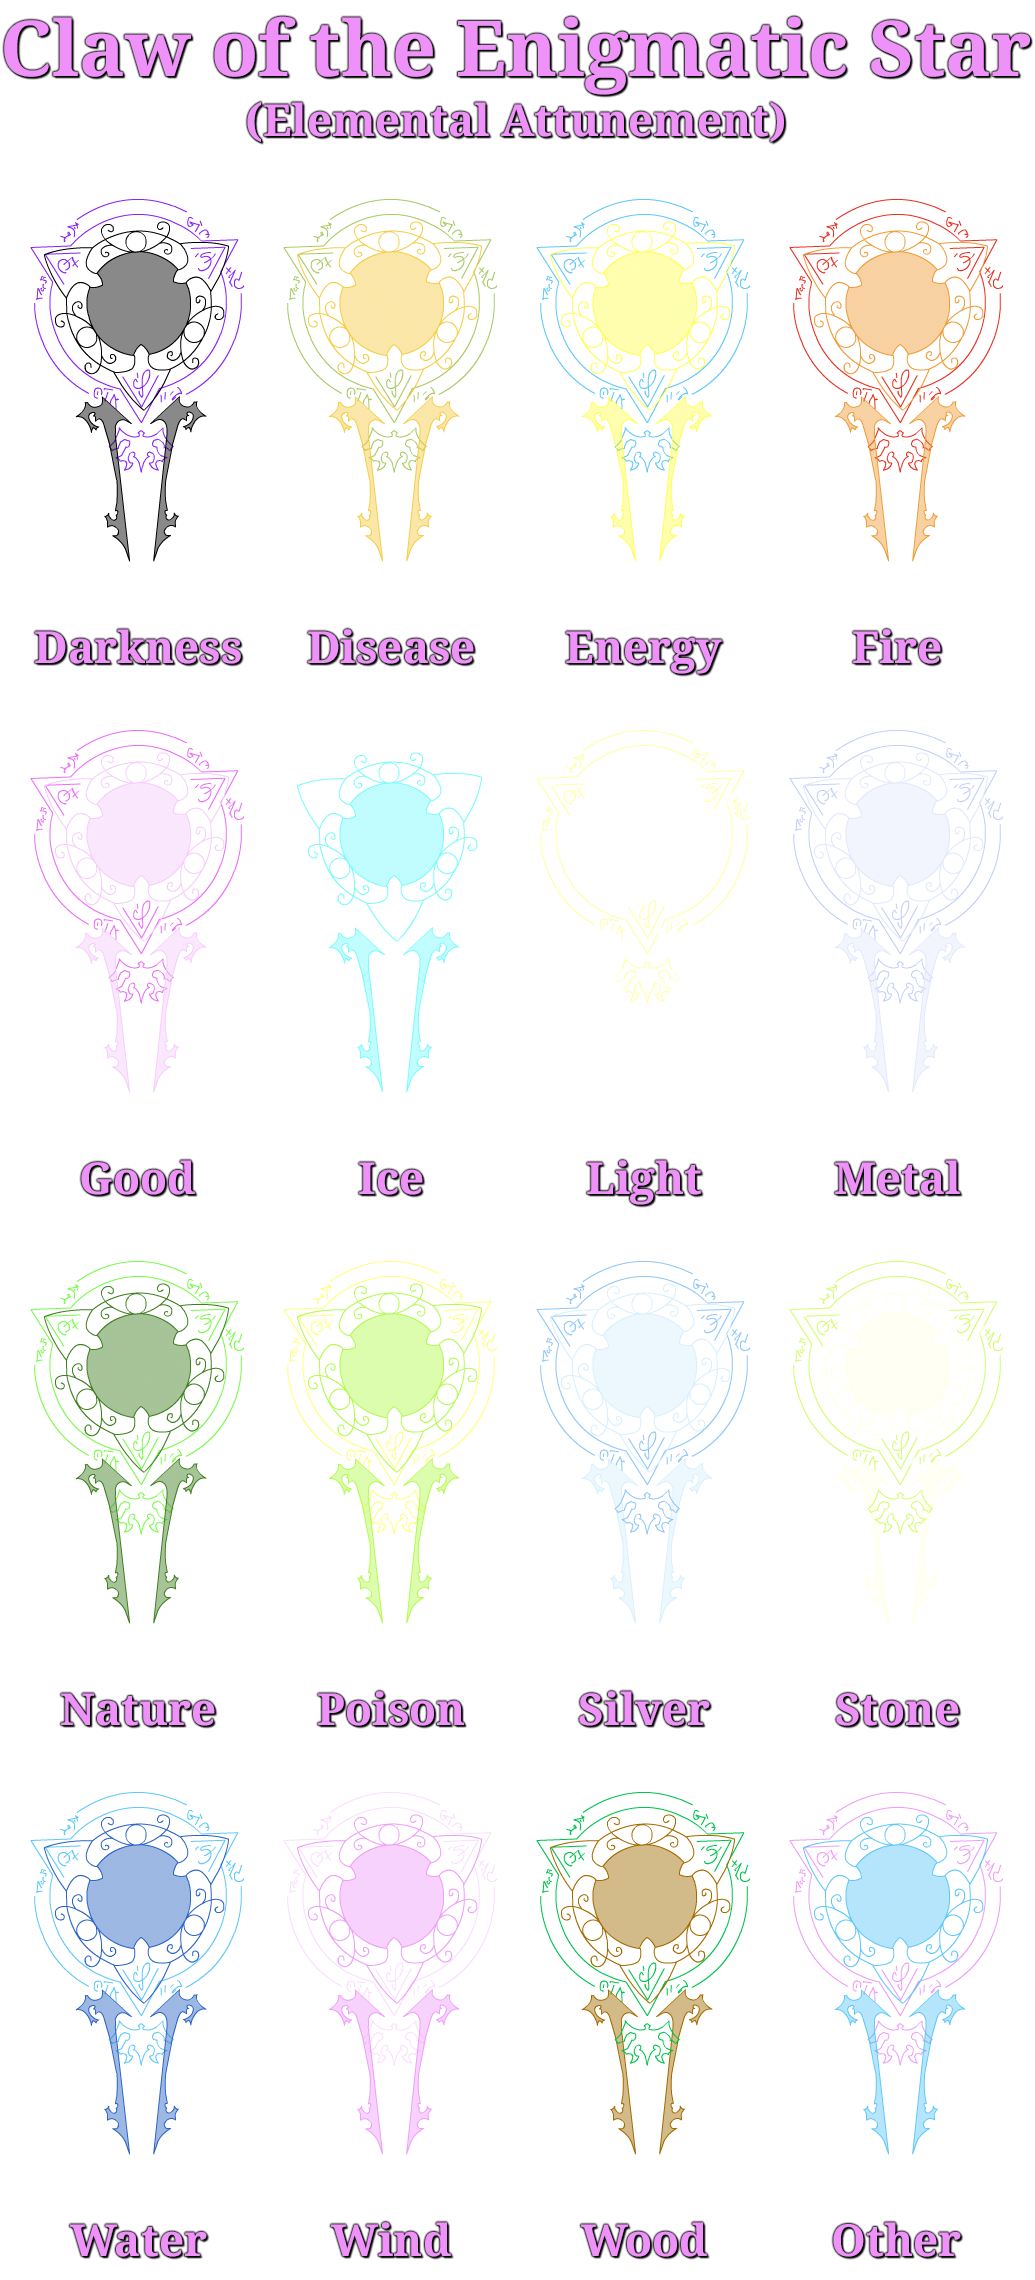 Claw of the Enigmatic Star
(Elemental Attunement)
Darkness Disease Energy Fire
Good Ice Light Metal
Nature Poison Silver Stone
Water Wind Wood Other